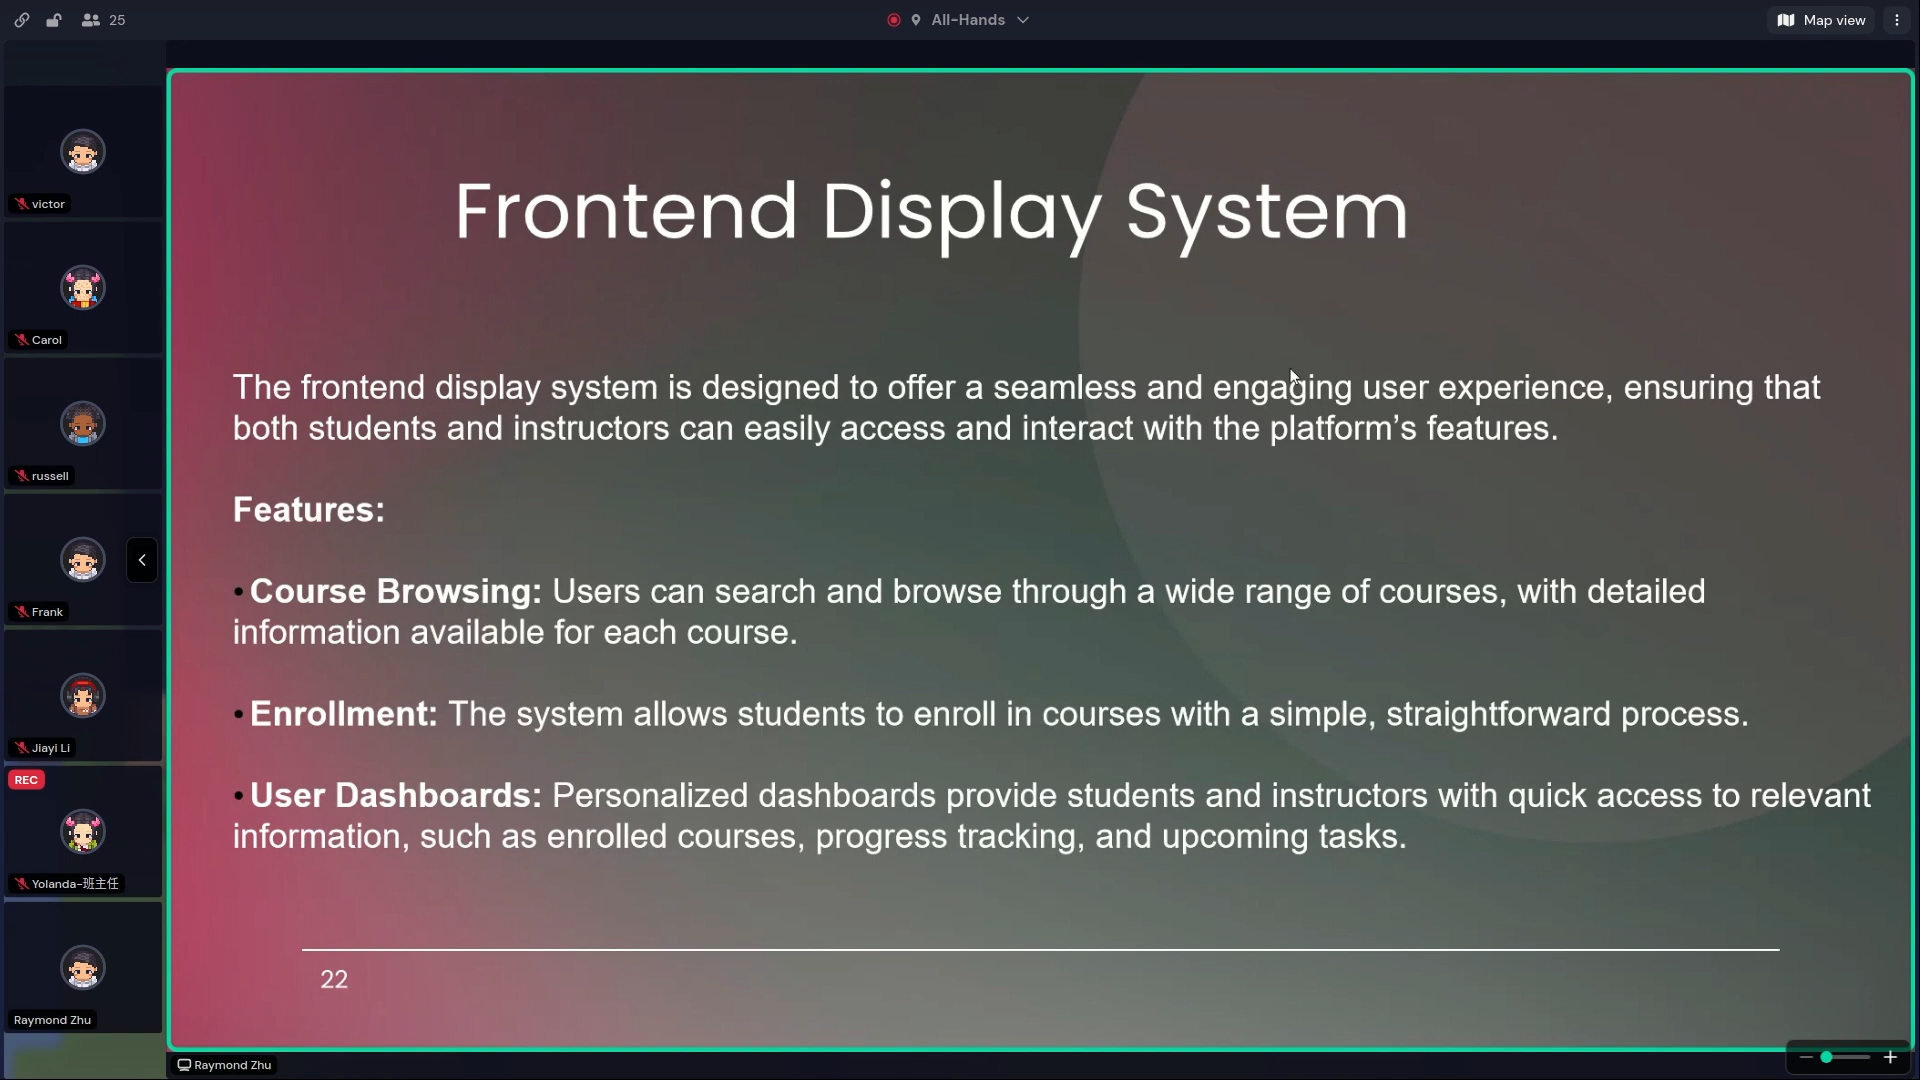 25
All-Hands
Map view
victor
Carol
russell
Frank
Jiayi Li
REC
Yolanda-班主任
Raymond Zhu
Frontend Display System
The frontend display system is designed to offer a seamless and engaging user experience, ensuring that
both students and instructors can easily access and interact with the platform’s features.
Features:
• Course Browsing: Users can search and browse through a wide range of courses, with detailed
information available for each course.
• Enrollment: The system allows students to enroll in courses with a simple, straightforward process.
• User Dashboards: Personalized dashboards provide students and instructors with quick access to relevant
information, such as enrolled courses, progress tracking, and upcoming tasks.
22
Raymond Zhu